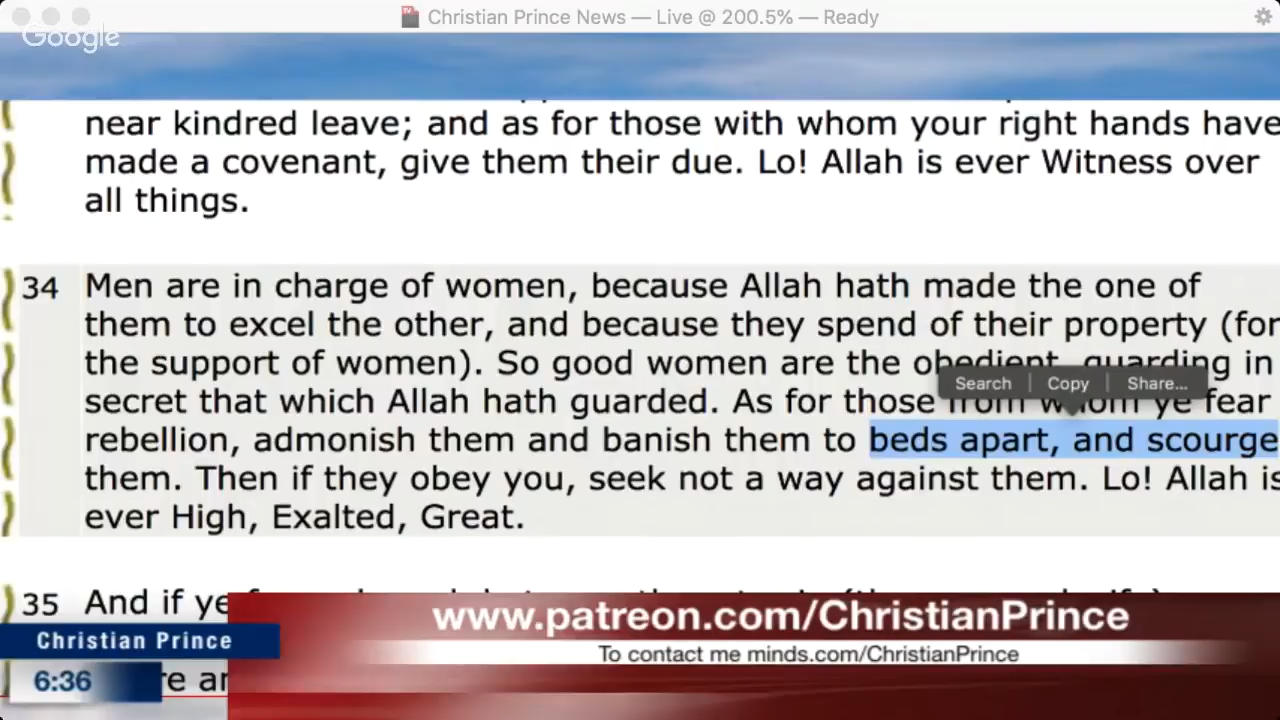 Christian Prince News — Live @ 200.5% — Ready
Google
near kindred leave; and as for those with whom your right hands have
made a covenant, give them their due. Lo! Allah is ever Witness over
all things.
34 Men are in charge of women, because Allah hath made the one of
them to excel the other, and because they spend of their property (for
the support of women). So good women are the obedient, guarding in
Search Copy Share...
secret that which Allah hath guarded. As for those from whom ye fear
rebellion, admonish them and banish them to beds apart, and scourge
them. Then if they obey you, seek not a way against them. Lo! Allah is
ever High, Exalted, Great.
35 And if ye
www.patreon.com/ChristianPrince
Christian Prince
To contact me minds.com/ChristianPrince
6:36